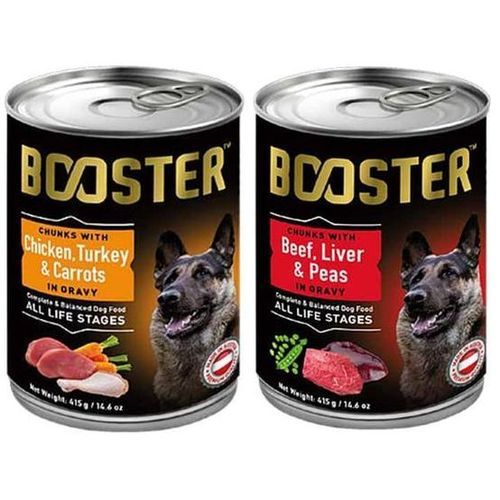 BOOSTER™
CHUNKS WITH
Chicken, Turkey
& Carrots
IN GRAVY
Complete & Balanced Dog Food
ALL LIFE STAGES
Net Weight: 415 g / 14.6 oz
BOOSTER™
CHUNKS WITH
Beef, Liver
& Peas
IN GRAVY
Complete & Balanced Dog Food
ALL LIFE STAGES
Net Weight: 415 g / 14.6 oz